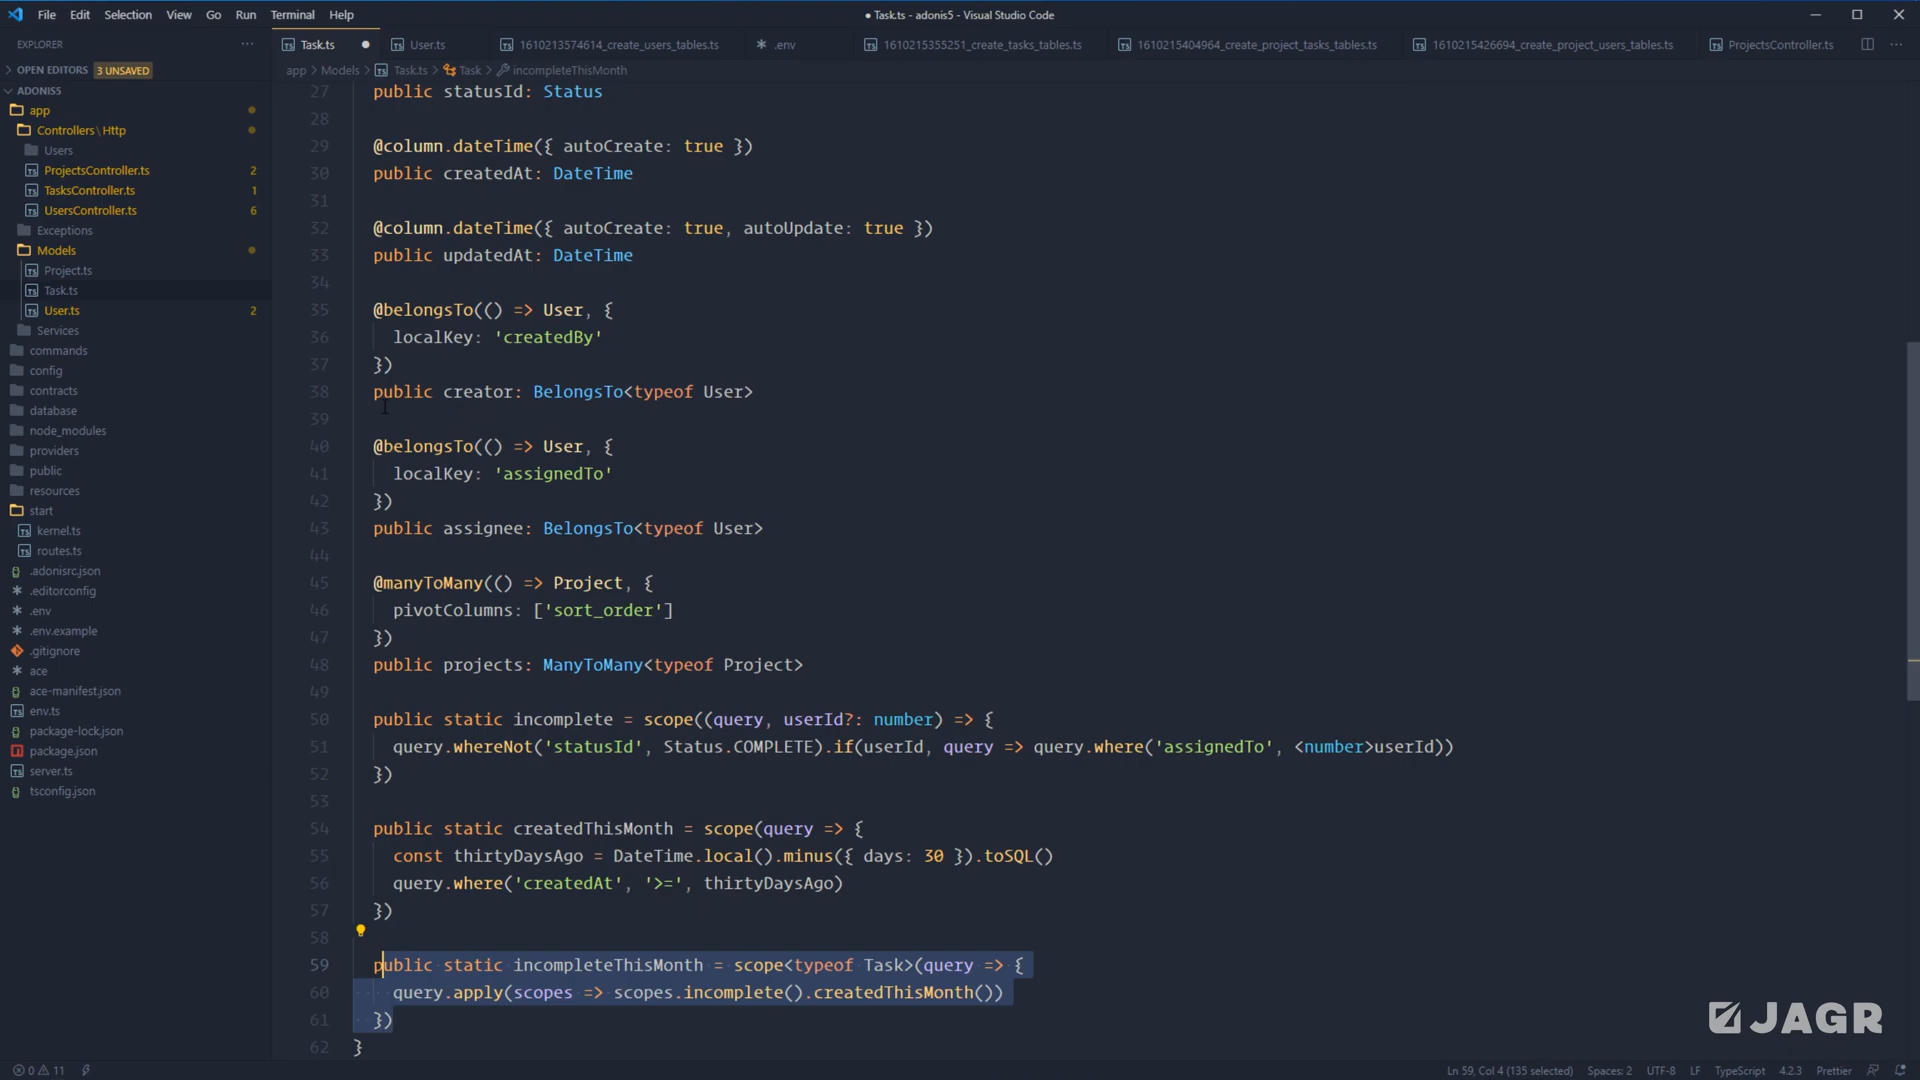 File Edit Selection View Go Run Terminal Help
● Task.ts - adonis5 - Visual Studio Code
EXPLORER
OPEN EDITORS 3 UNSAVED
ADONIS5
app
Controllers \ Http
Users
ProjectsController.ts 2
TasksController.ts 1
UsersController.ts 6
Exceptions
Models
Project.ts
Task.ts
User.ts 2
Services
commands
config
contracts
database
node_modules
providers
public
resources
start
kernel.ts
routes.ts
.adonisrc.json
.editorconfig
.env
.env.example
.gitignore
ace
ace-manifest.json
env.ts
package-lock.json
package.json
server.ts
tsconfig.json
Task.ts User.ts 1610213574614_create_users_tables.ts .env 1610215355251_create_tasks_tables.ts 1610215404964_create_project_tasks_tables.ts 1610215426694_create_project_users_tables.ts ProjectsController.ts
app > Models > Task.ts > Task > incompleteThisMonth
27 public statusId: Status
28
29 @column.dateTime({ autoCreate: true })
30 public createdAt: DateTime
31
32 @column.dateTime({ autoCreate: true, autoUpdate: true })
33 public updatedAt: DateTime
34
35 @belongsTo(() => User, {
36 localKey: 'createdBy'
37 })
38 public creator: BelongsTo<typeof User>
39
40 @belongsTo(() => User, {
41 localKey: 'assignedTo'
42 })
43 public assignee: BelongsTo<typeof User>
44
45 @manyToMany(() => Project, {
46 pivotColumns: ['sort_order']
47 })
48 public projects: ManyToMany<typeof Project>
49
50 public static incomplete = scope((query, userId?: number) => {
51 query.whereNot('statusId', Status.COMPLETE).if(userId, query => query.where('assignedTo', <number>userId))
52 })
53
54 public static createdThisMonth = scope(query => {
55 const thirtyDaysAgo = DateTime.local().minus({ days: 30 }).toSQL()
56 query.where('createdAt', '>=', thirtyDaysAgo)
57 })
58
59 public static incompleteThisMonth = scope<typeof Task>(query => {
60 query.apply(scopes => scopes.incomplete().createdThisMonth())
61 })
62 }
JAGR
0 11
Ln 59, Col 4 (135 selected) Spaces: 2 UTF-8 LF TypeScript 4.2.3 Prettier